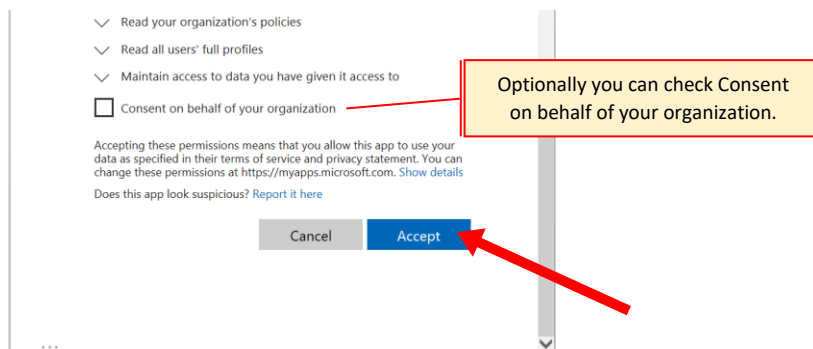 Read your organization's policies
Read all users' full profiles
Maintain access to data you have given it access to
Consent on behalf of your organization
Optionally you can check Consent
on behalf of your organization.
Accepting these permissions means that you allow this app to use your
data as specified in their terms of service and privacy statement. You can
change these permissions at https://myapps.microsoft.com. Show details
Does this app look suspicious? Report it here
Cancel Accept
...